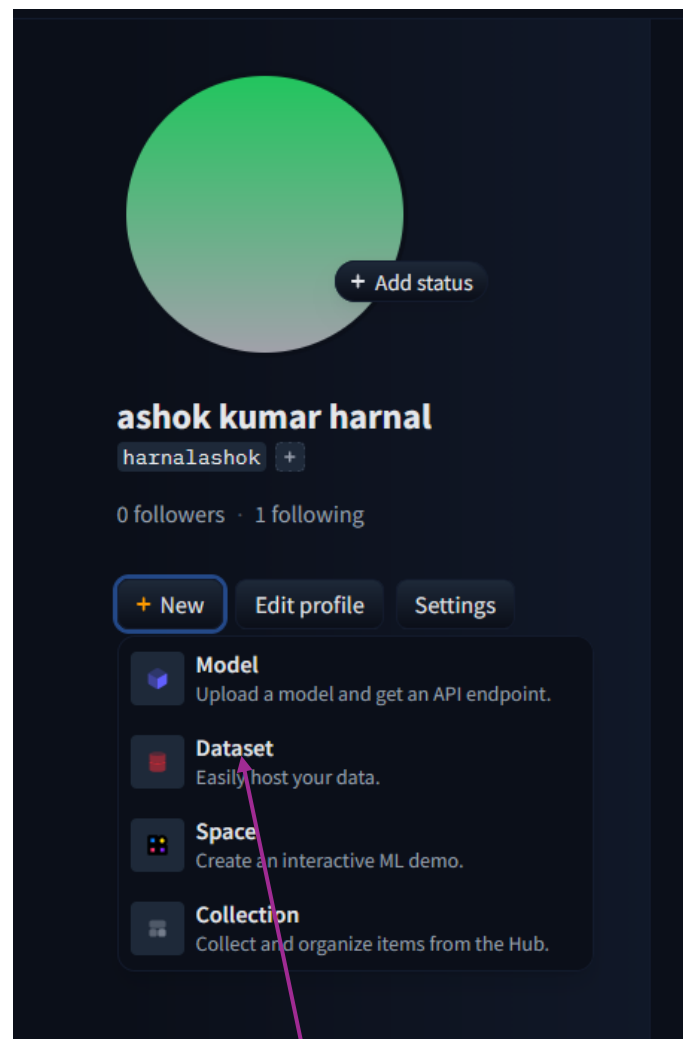 + Add status
ashok kumar harnal
harnalashok +
0 followers · 1 following
+ New Edit profile Settings
Model
Upload a model and get an API endpoint.
Dataset
Easily host your data.
Space
Create an interactive ML demo.
Collection
Collect and organize items from the Hub.